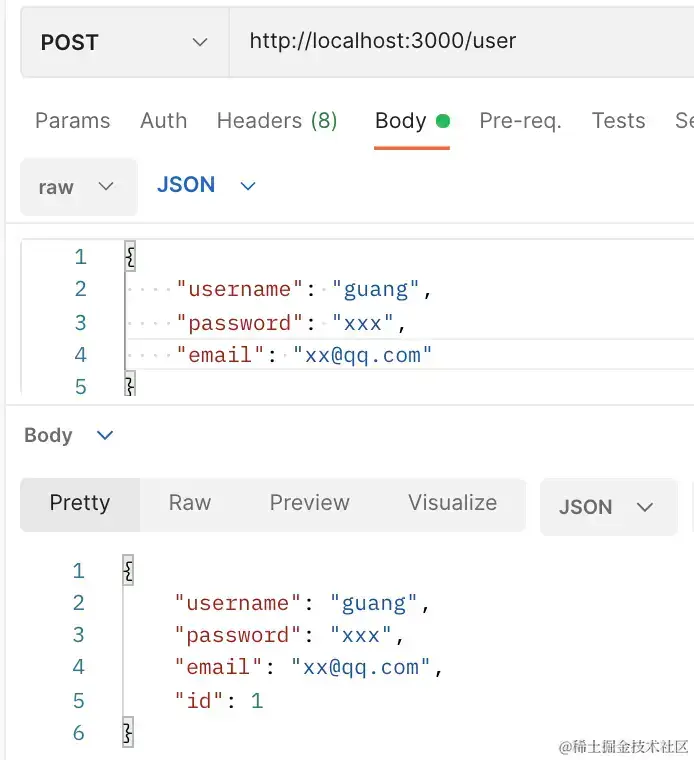 POST http://localhost:3000/user
Params Auth Headers (8) Body Pre-req. Tests Se
raw JSON
1 {
2 "username": "guang",
3 "password": "xxx",
4 "email": "xx@qq.com"
5 }
Body
Pretty Raw Preview Visualize JSON
1 {
2 "username": "guang",
3 "password": "xxx",
4 "email": "xx@qq.com",
5 "id": 1
6 }
@稀土掘金技术社区